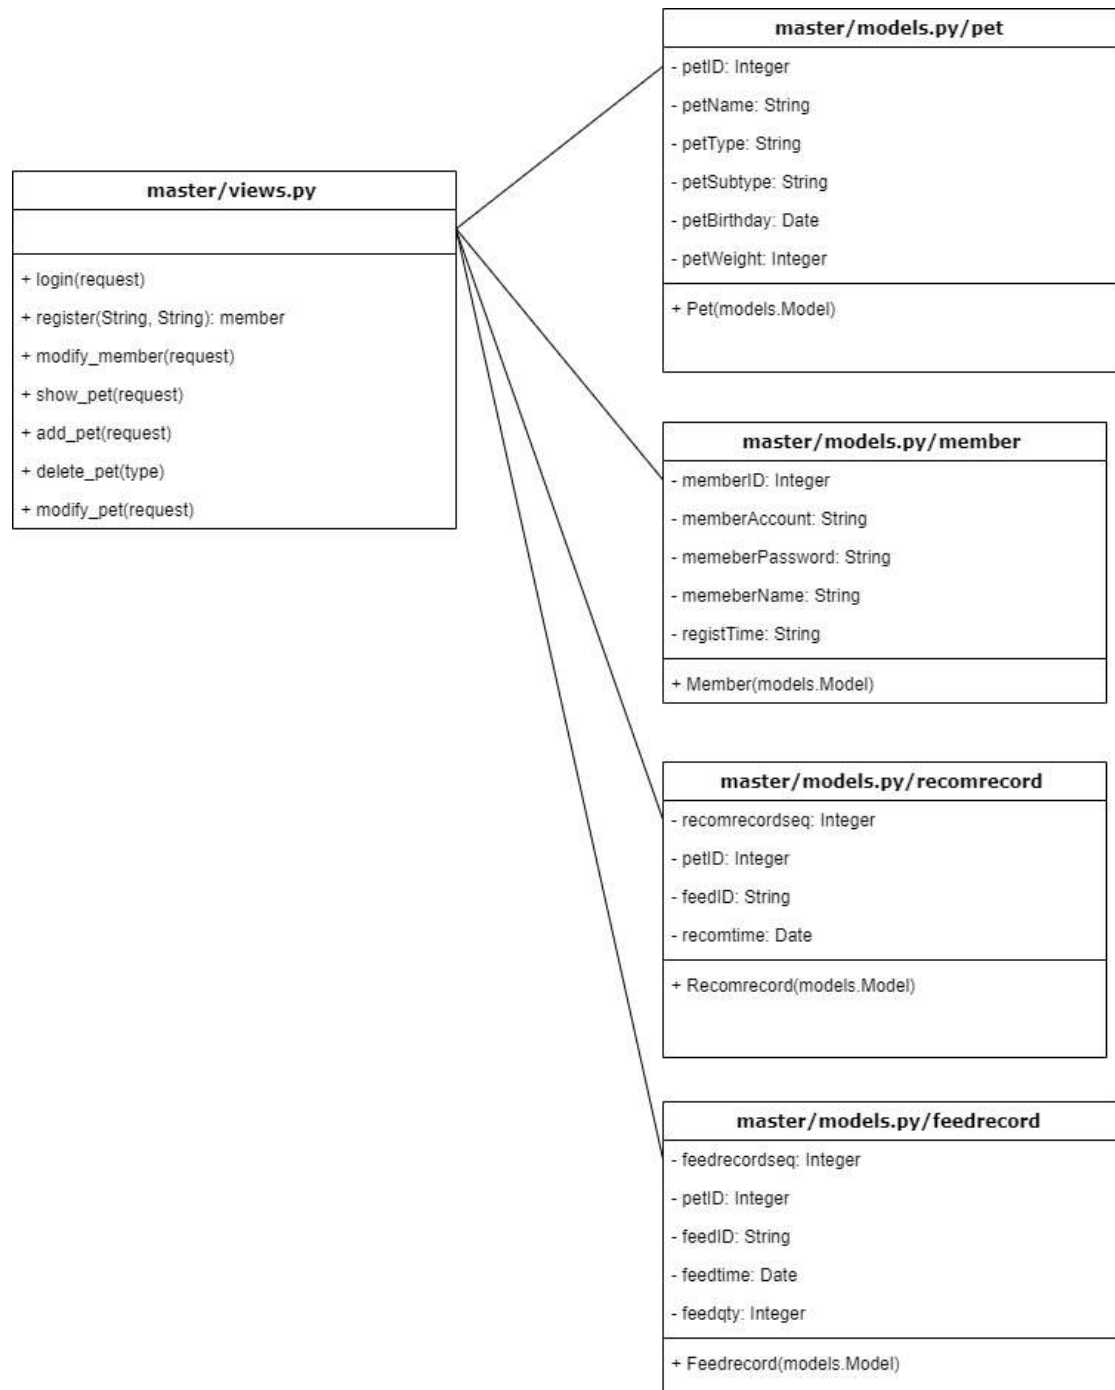 master/views.py
+ login(request)
+ register(String, String): member
+ modify_member(request)
+ show_pet(request)
+ add_pet(request)
+ delete_pet(type)
+ modify_pet(request)
master/models.py/pet
- petID: Integer
- petName: String
- petType: String
- petSubtype: String
- petBirthday: Date
- petWeight: Integer
+ Pet(models.Model)
master/models.py/member
- memberID: Integer
- memberAccount: String
- memeberPassword: String
- memeberName: String
- registTime: String
+ Member(models.Model)
master/models.py/recomrecord
- recomrecordseq: Integer
- petID: Integer
- feedID: String
- recomtime: Date
+ Recomrecord(models.Model)
master/models.py/feedrecord
- feedrecordseq: Integer
- petID: Integer
- feedID: String
- feedtime: Date
- feedqty: Integer
+ Feedrecord(models.Model)